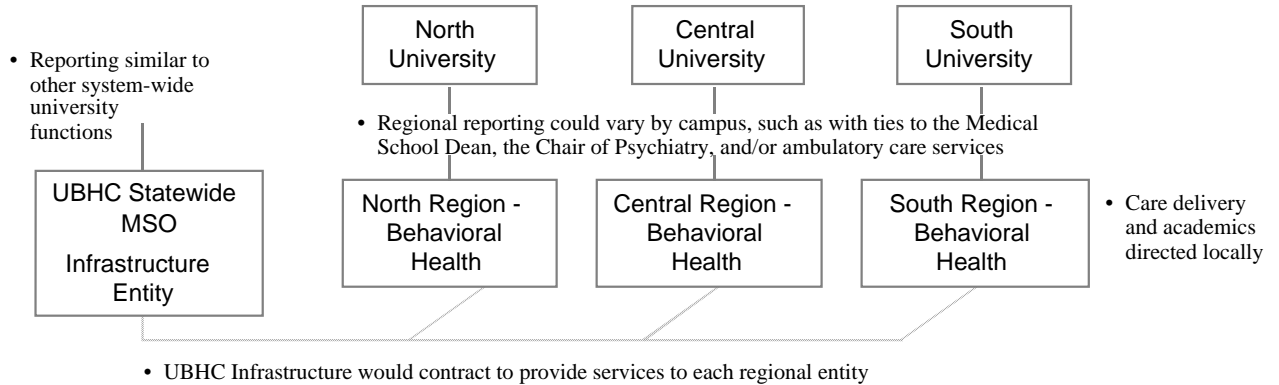 North
University
Central
University
South
University
• Reporting similar to
other system-wide
university
functions
• Regional reporting could vary by campus, such as with ties to the Medical
School Dean, the Chair of Psychiatry, and/or ambulatory care services
UBHC Statewide
MSO
Infrastructure
Entity
North Region -
Behavioral
Health
Central Region -
Behavioral
Health
South Region -
Behavioral
Health
• Care delivery
and academics
directed locally
• UBHC Infrastructure would contract to provide services to each regional entity